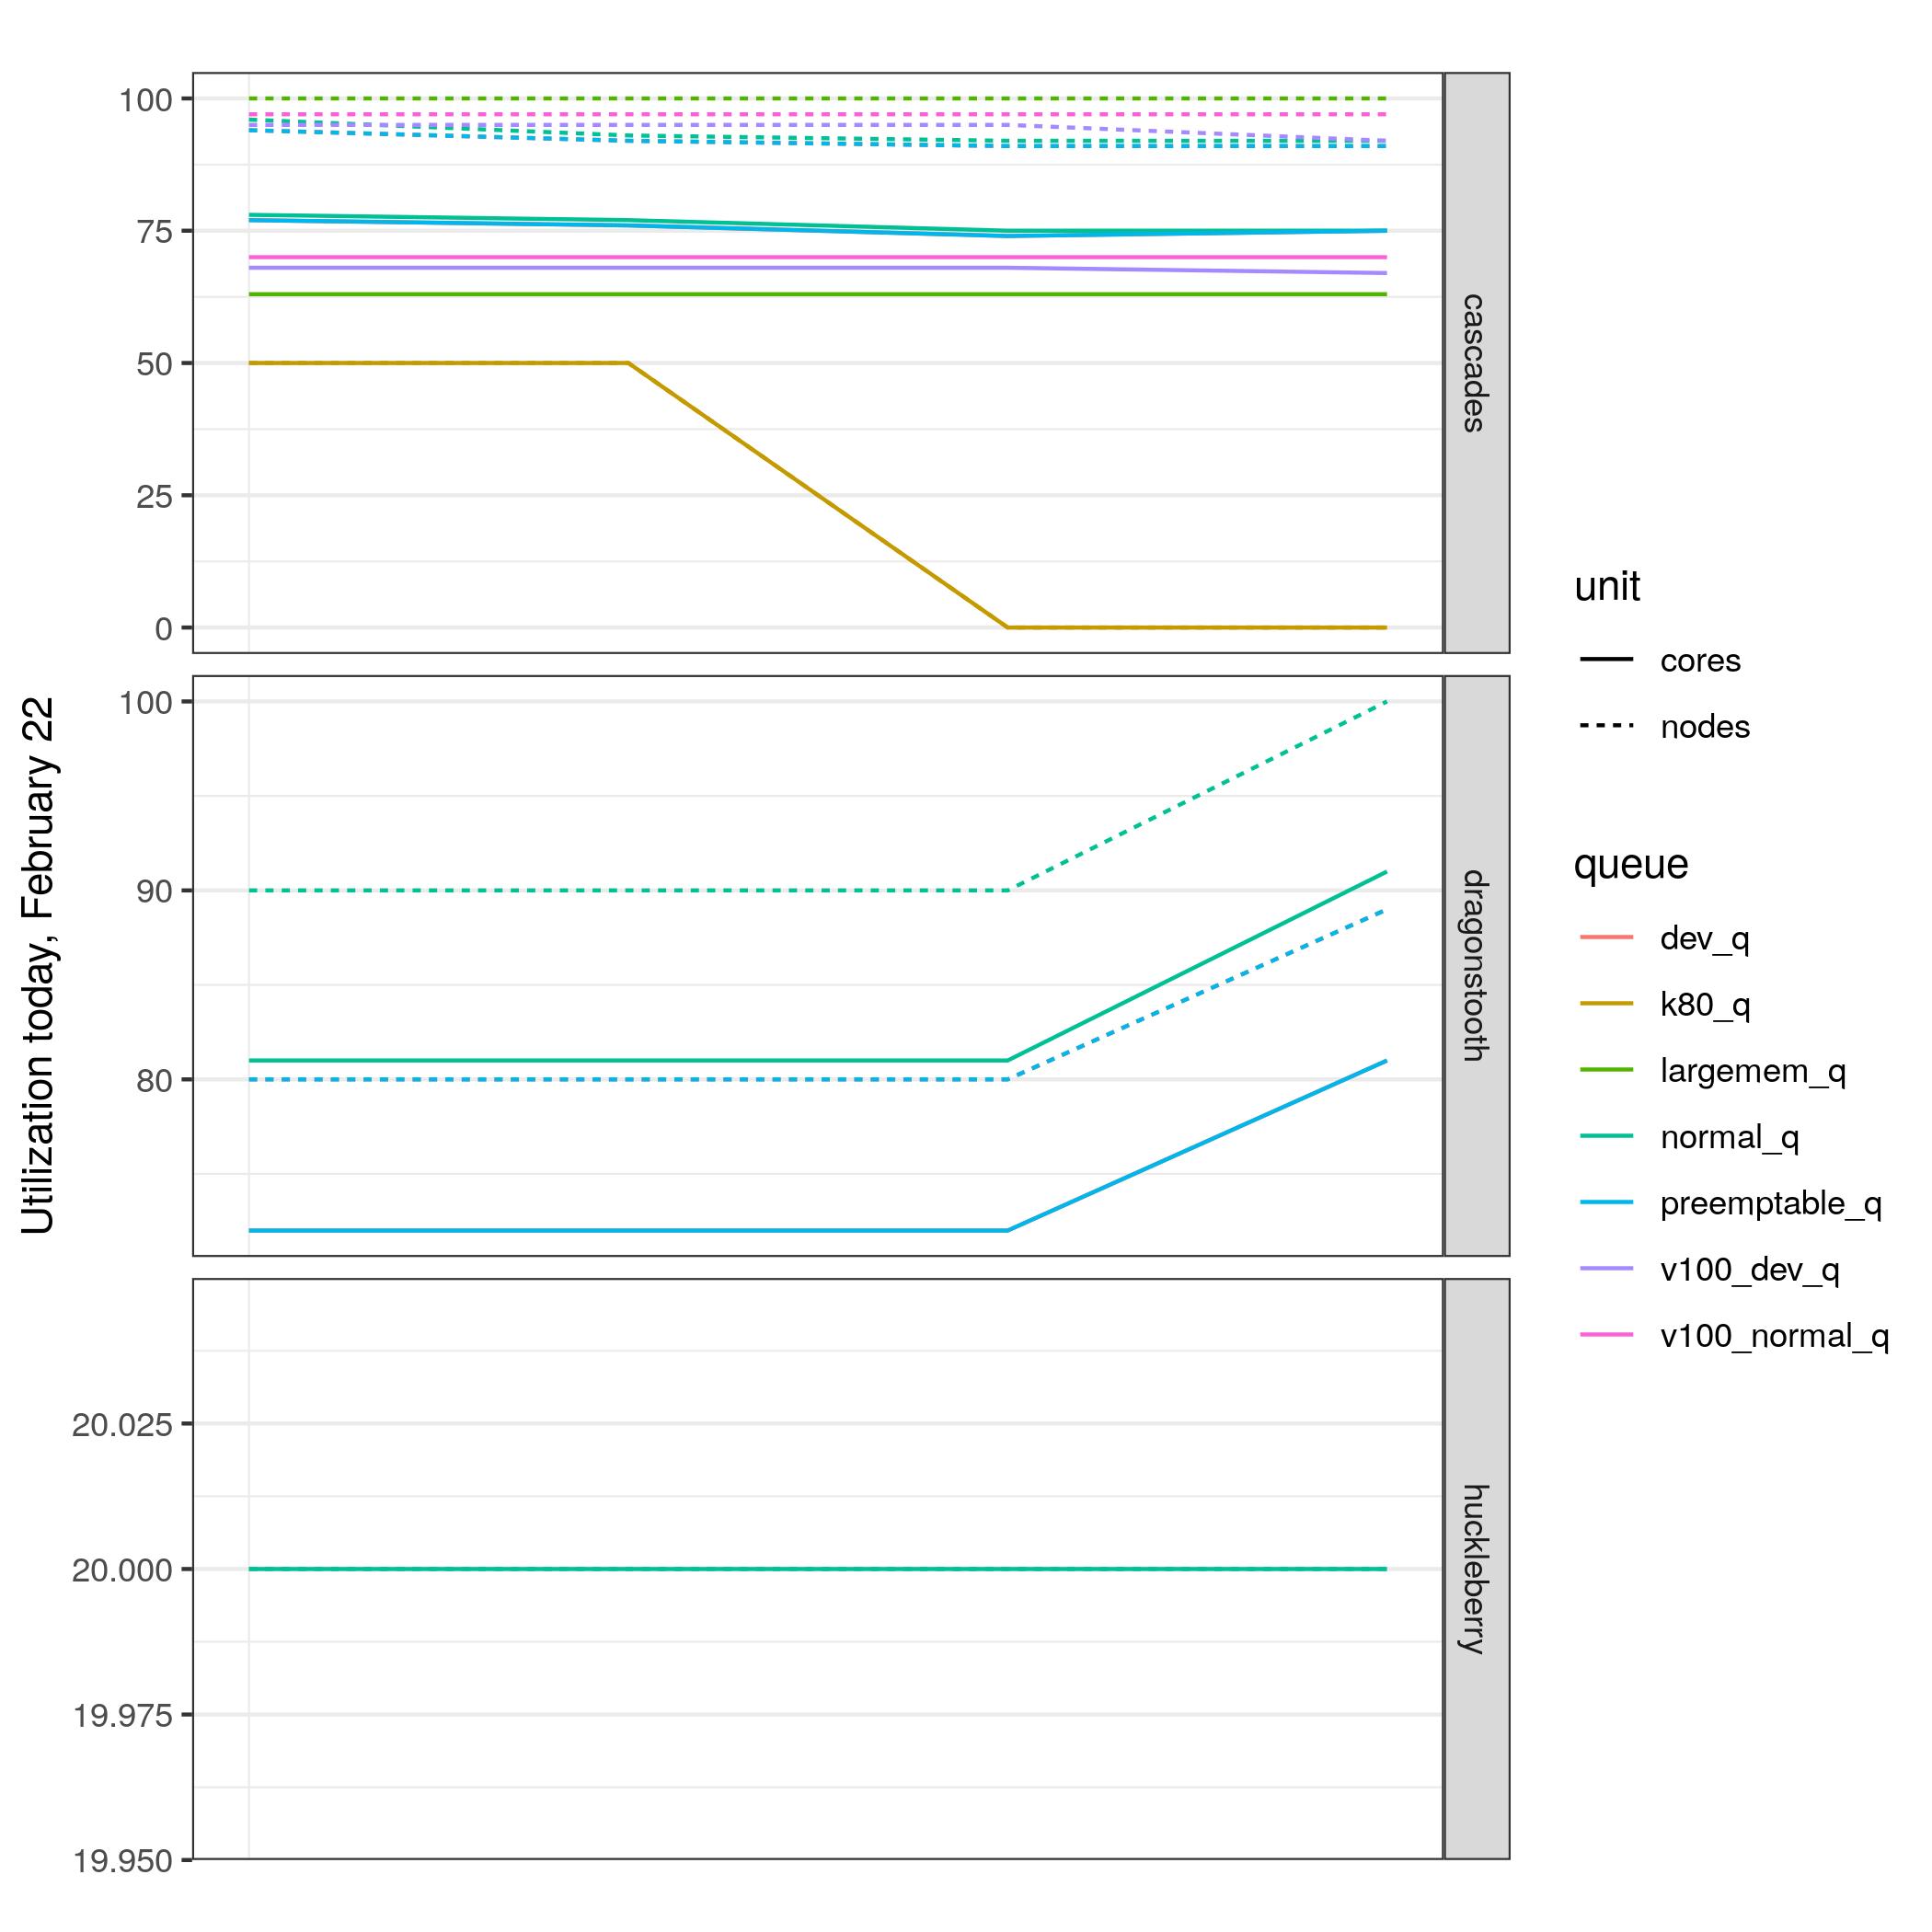 Utilization today, February 22
100
75
50
25
0
cascades
100
90
80
dragonstooth
20.025
20.000
19.975
19.950
huckleberry
unit
cores
nodes
queue
dev_q
k80_q
largemem_q
normal_q
preemptable_q
v100_dev_q
v100_normal_q